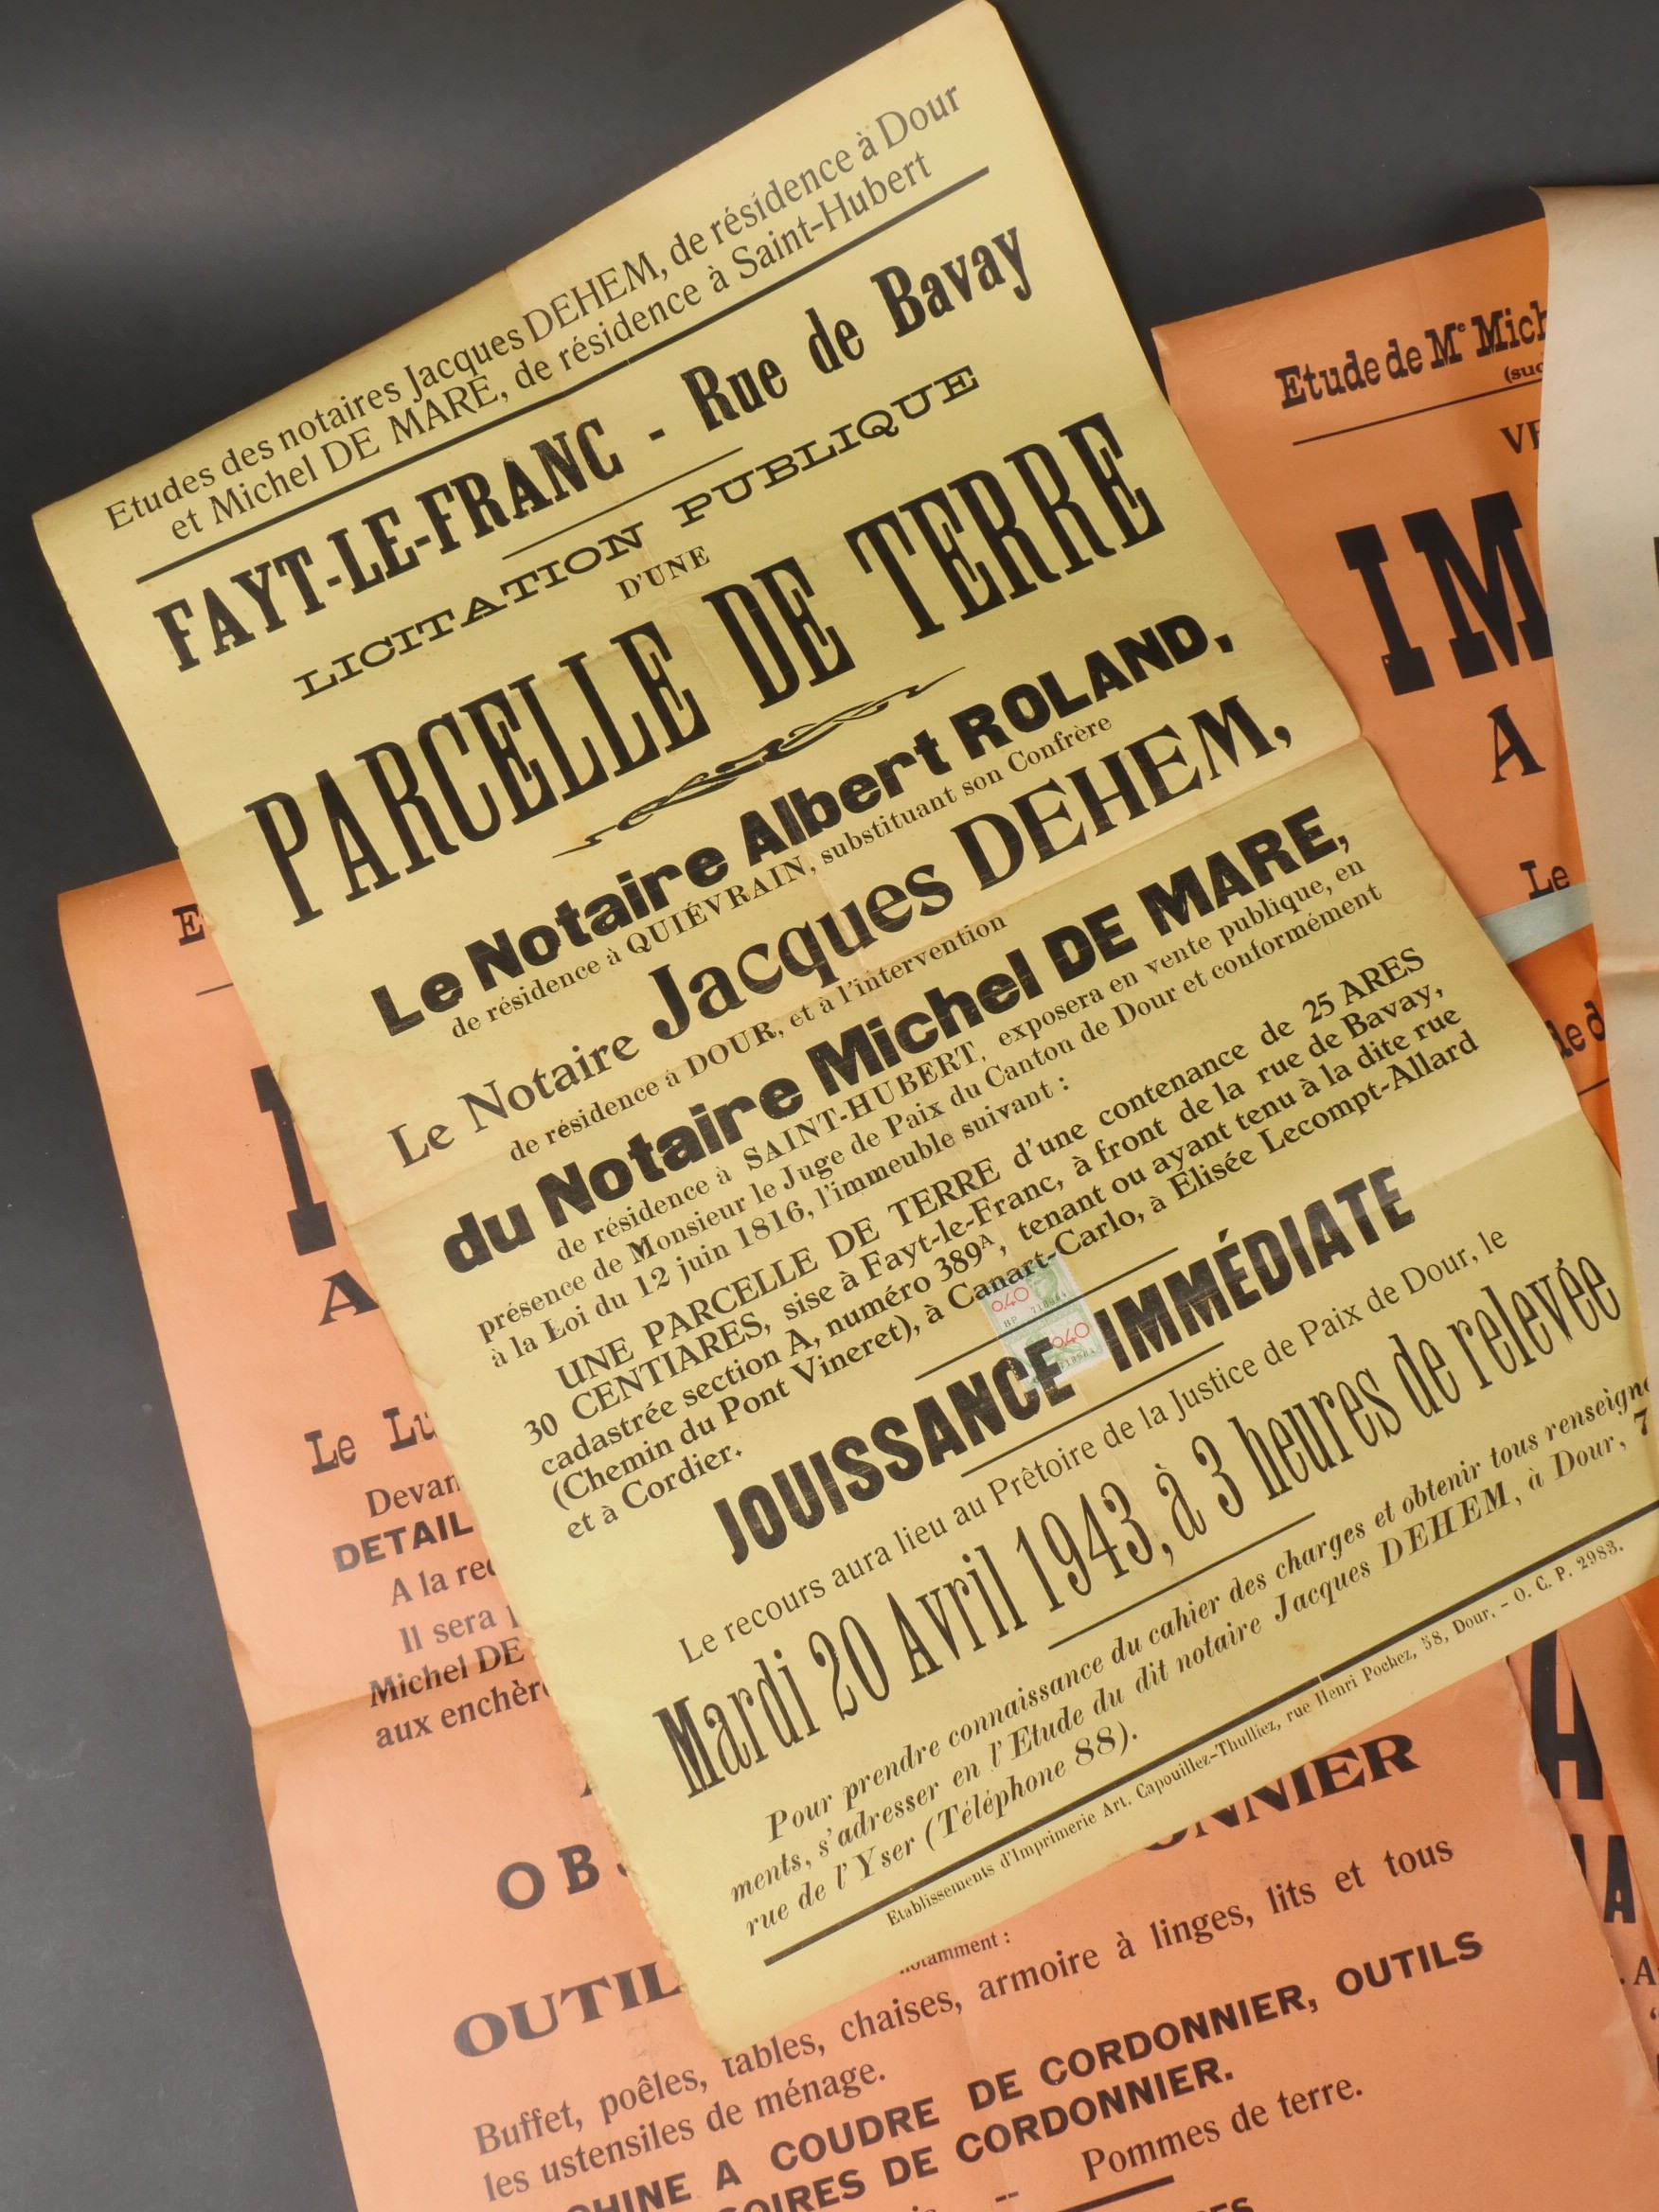 Etudes des notaires Jacques DEHEM, de résidence à Dour
et Michel DE MARE, de résidence à Saint-Hubert
FAYT-LE-FRANC - Rue de Bavay
LICITATION PUBLIQUE
D'UNE
PARCELLE DE TERRE
Le Notaire Albert ROLAND,
de résidence à QUIÉVRAIN, substituant son Confrère
Le Notaire Jacques DEHEM,
de résidence à DOUR, et à l'intervention
du Notaire Michel DE MARE,
de résidence à SAINT-HUBERT, exposera en vente publique, en
présence de Monsieur le Juge de Paix du Canton de Dour et conformément
à la Loi du 12 juin 1816, l'immeuble suivant :
UNE PARCELLE DE TERRE d'une contenance de 25 ARES
30 CENTIARES, sise à Fayt-le-Franc, à front de la rue de Bavay,
cadastrée section A, numéro 389A, tenant ou ayant tenu à la dite rue
(Chemin du Pont Vineret), à Canart-Carlo, à Elisée Lecompt-Allard
et à Cordier.
0.40
0.40
JOUISSANCE IMMÉDIATE
Le recours aura lieu au Prétoire de la Justice de Paix de Dour, le
Mardi 20 Avril 1943, à 3 heures de relevée
Pour prendre connaissance du cahier des charges et obtenir tous renseigne
ments, s'adresser en l'Etude du dit notaire Jacques DEHEM, à Dour, 7
rue de l'Yser (Téléphone 88).
Etablissements d'Imprimerie Art. Capouillez-Thulliez, rue Henri Pochez, 58, Dour. - O. C. P. 2983.
Etude de Me Mich
(suc
VE
IM
A
Le
E
A
Le Lu
Devan
DETAIL
A la req
Il sera
Michel DE
aux enchère
OBJ
ONNIER
OUTIL
notamment :
Buffet, poêles, tables, chaises, armoire à linges, lits et tous
les ustensiles de ménage.
CHINE A COUDRE DE CORDONNIER, OUTILS
SOIRES DE CORDONNIER.
-- Pommes de terre.